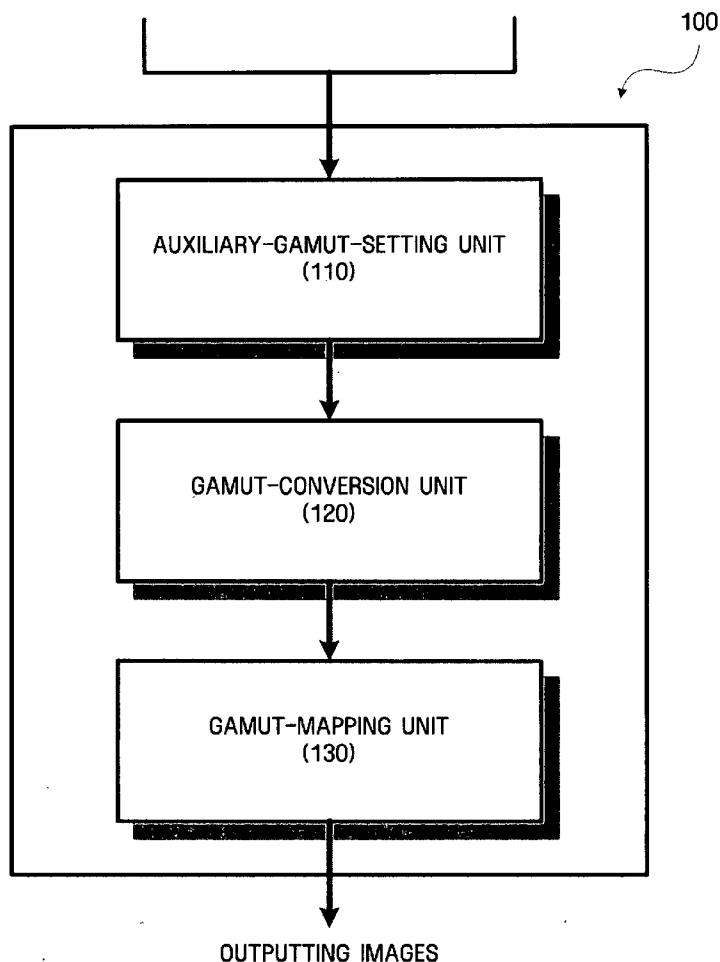 100
AUXILIARY-GAMUT-SETTING UNIT
(110)
GAMUT-CONVERSION UNIT
(120)
GAMUT-MAPPING UNIT
(130)
OUTPUTTING IMAGES